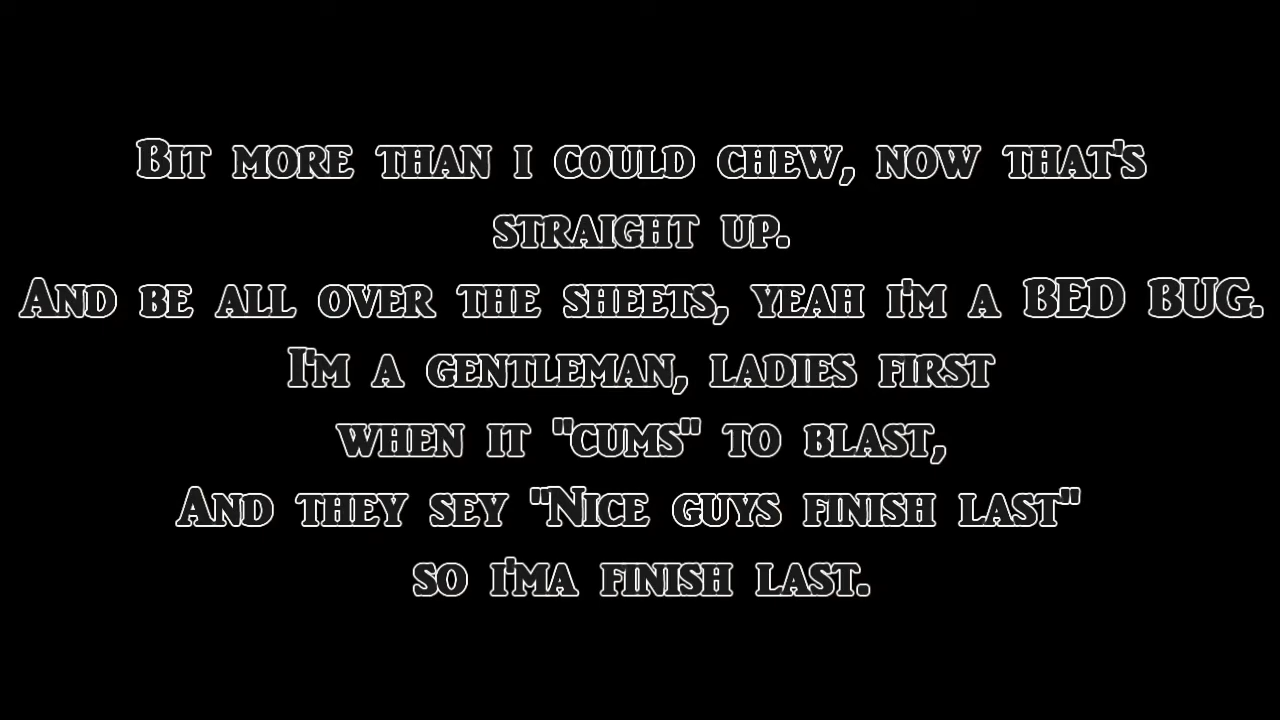 Bit more than I could chew, now that's
straight up.
And be all over the sheets, yeah I'm a BED BUG.
I'm a gentleman, ladies first
when it "cums" to blast,
And they sey "Nice guys finish last"
so I'ma finish last.